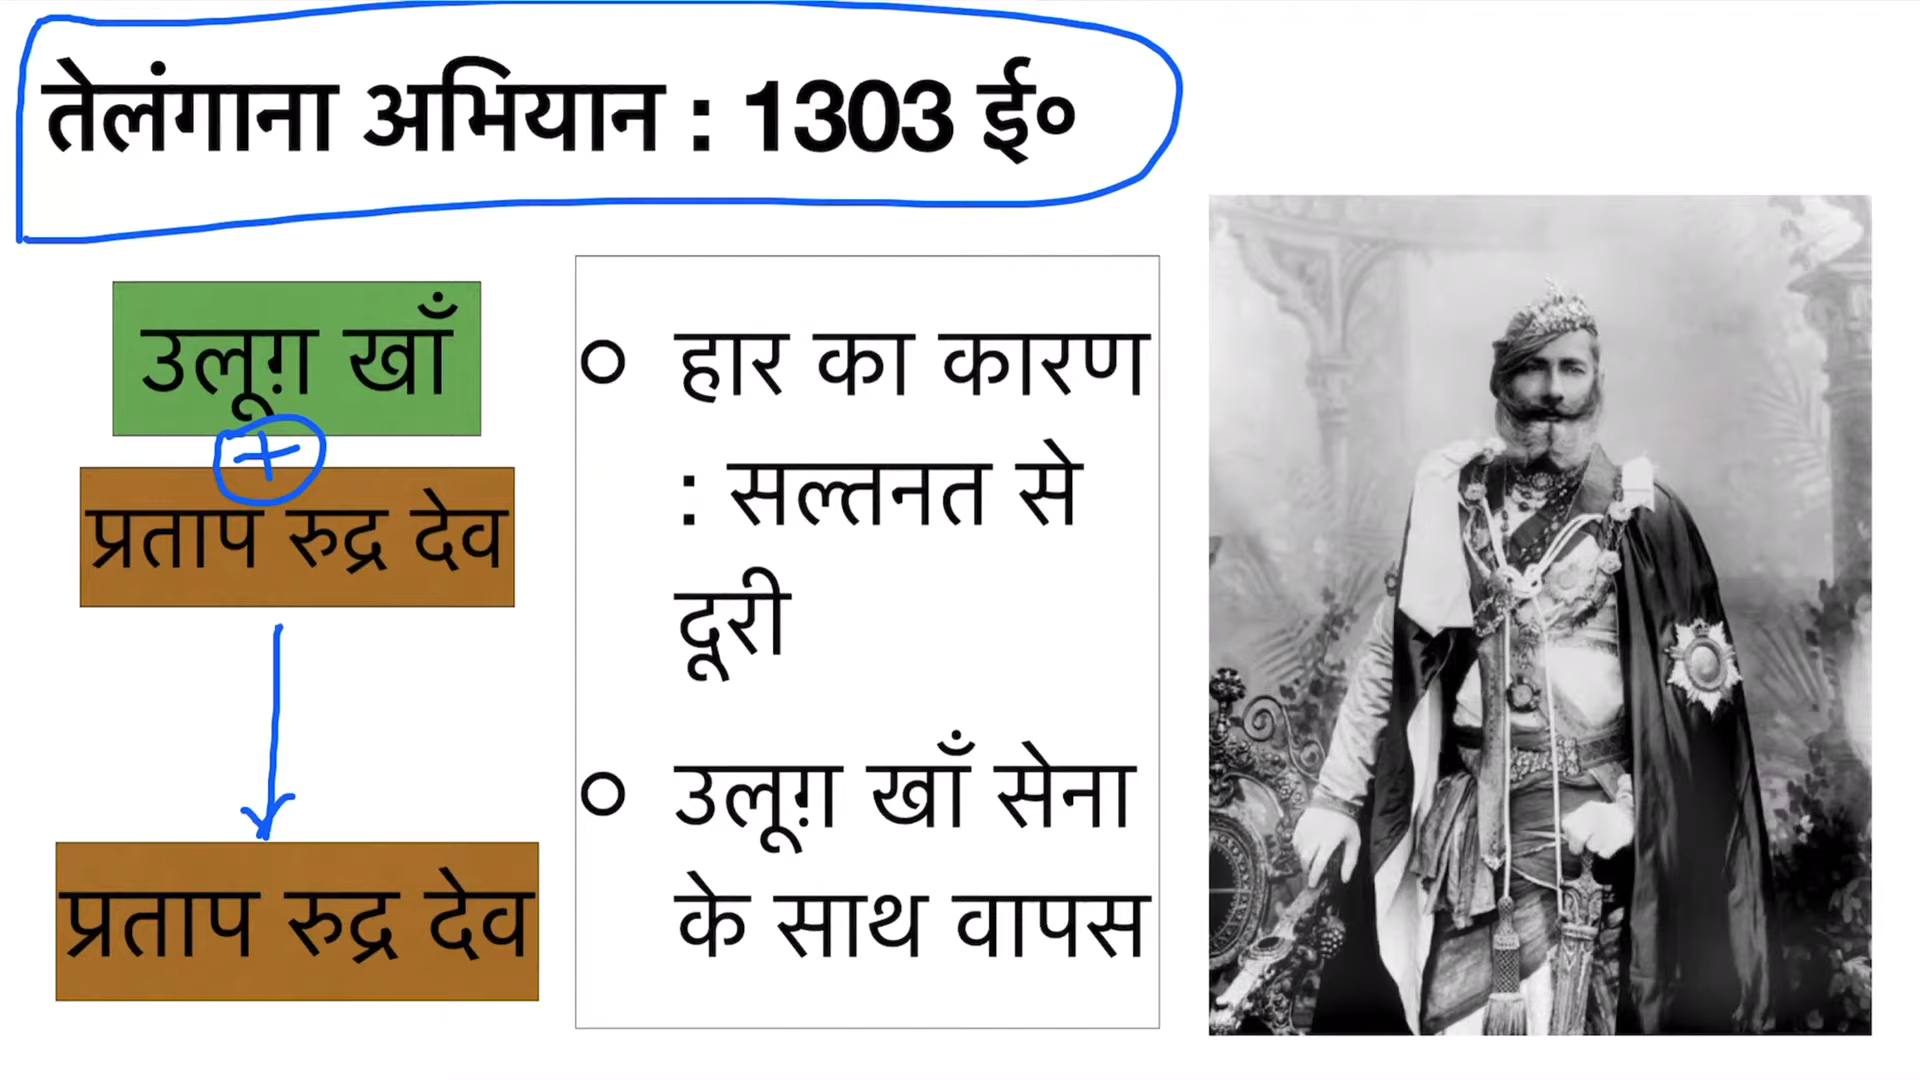 तेलंगाना अभियान : 1303 ई०
उलूग़ खाँ
+
प्रताप रुद्र देव
प्रताप रुद्र देव
○ हार का कारण
: सल्तनत से
दूरी
○ उलूग़ खाँ सेना
के साथ वापस